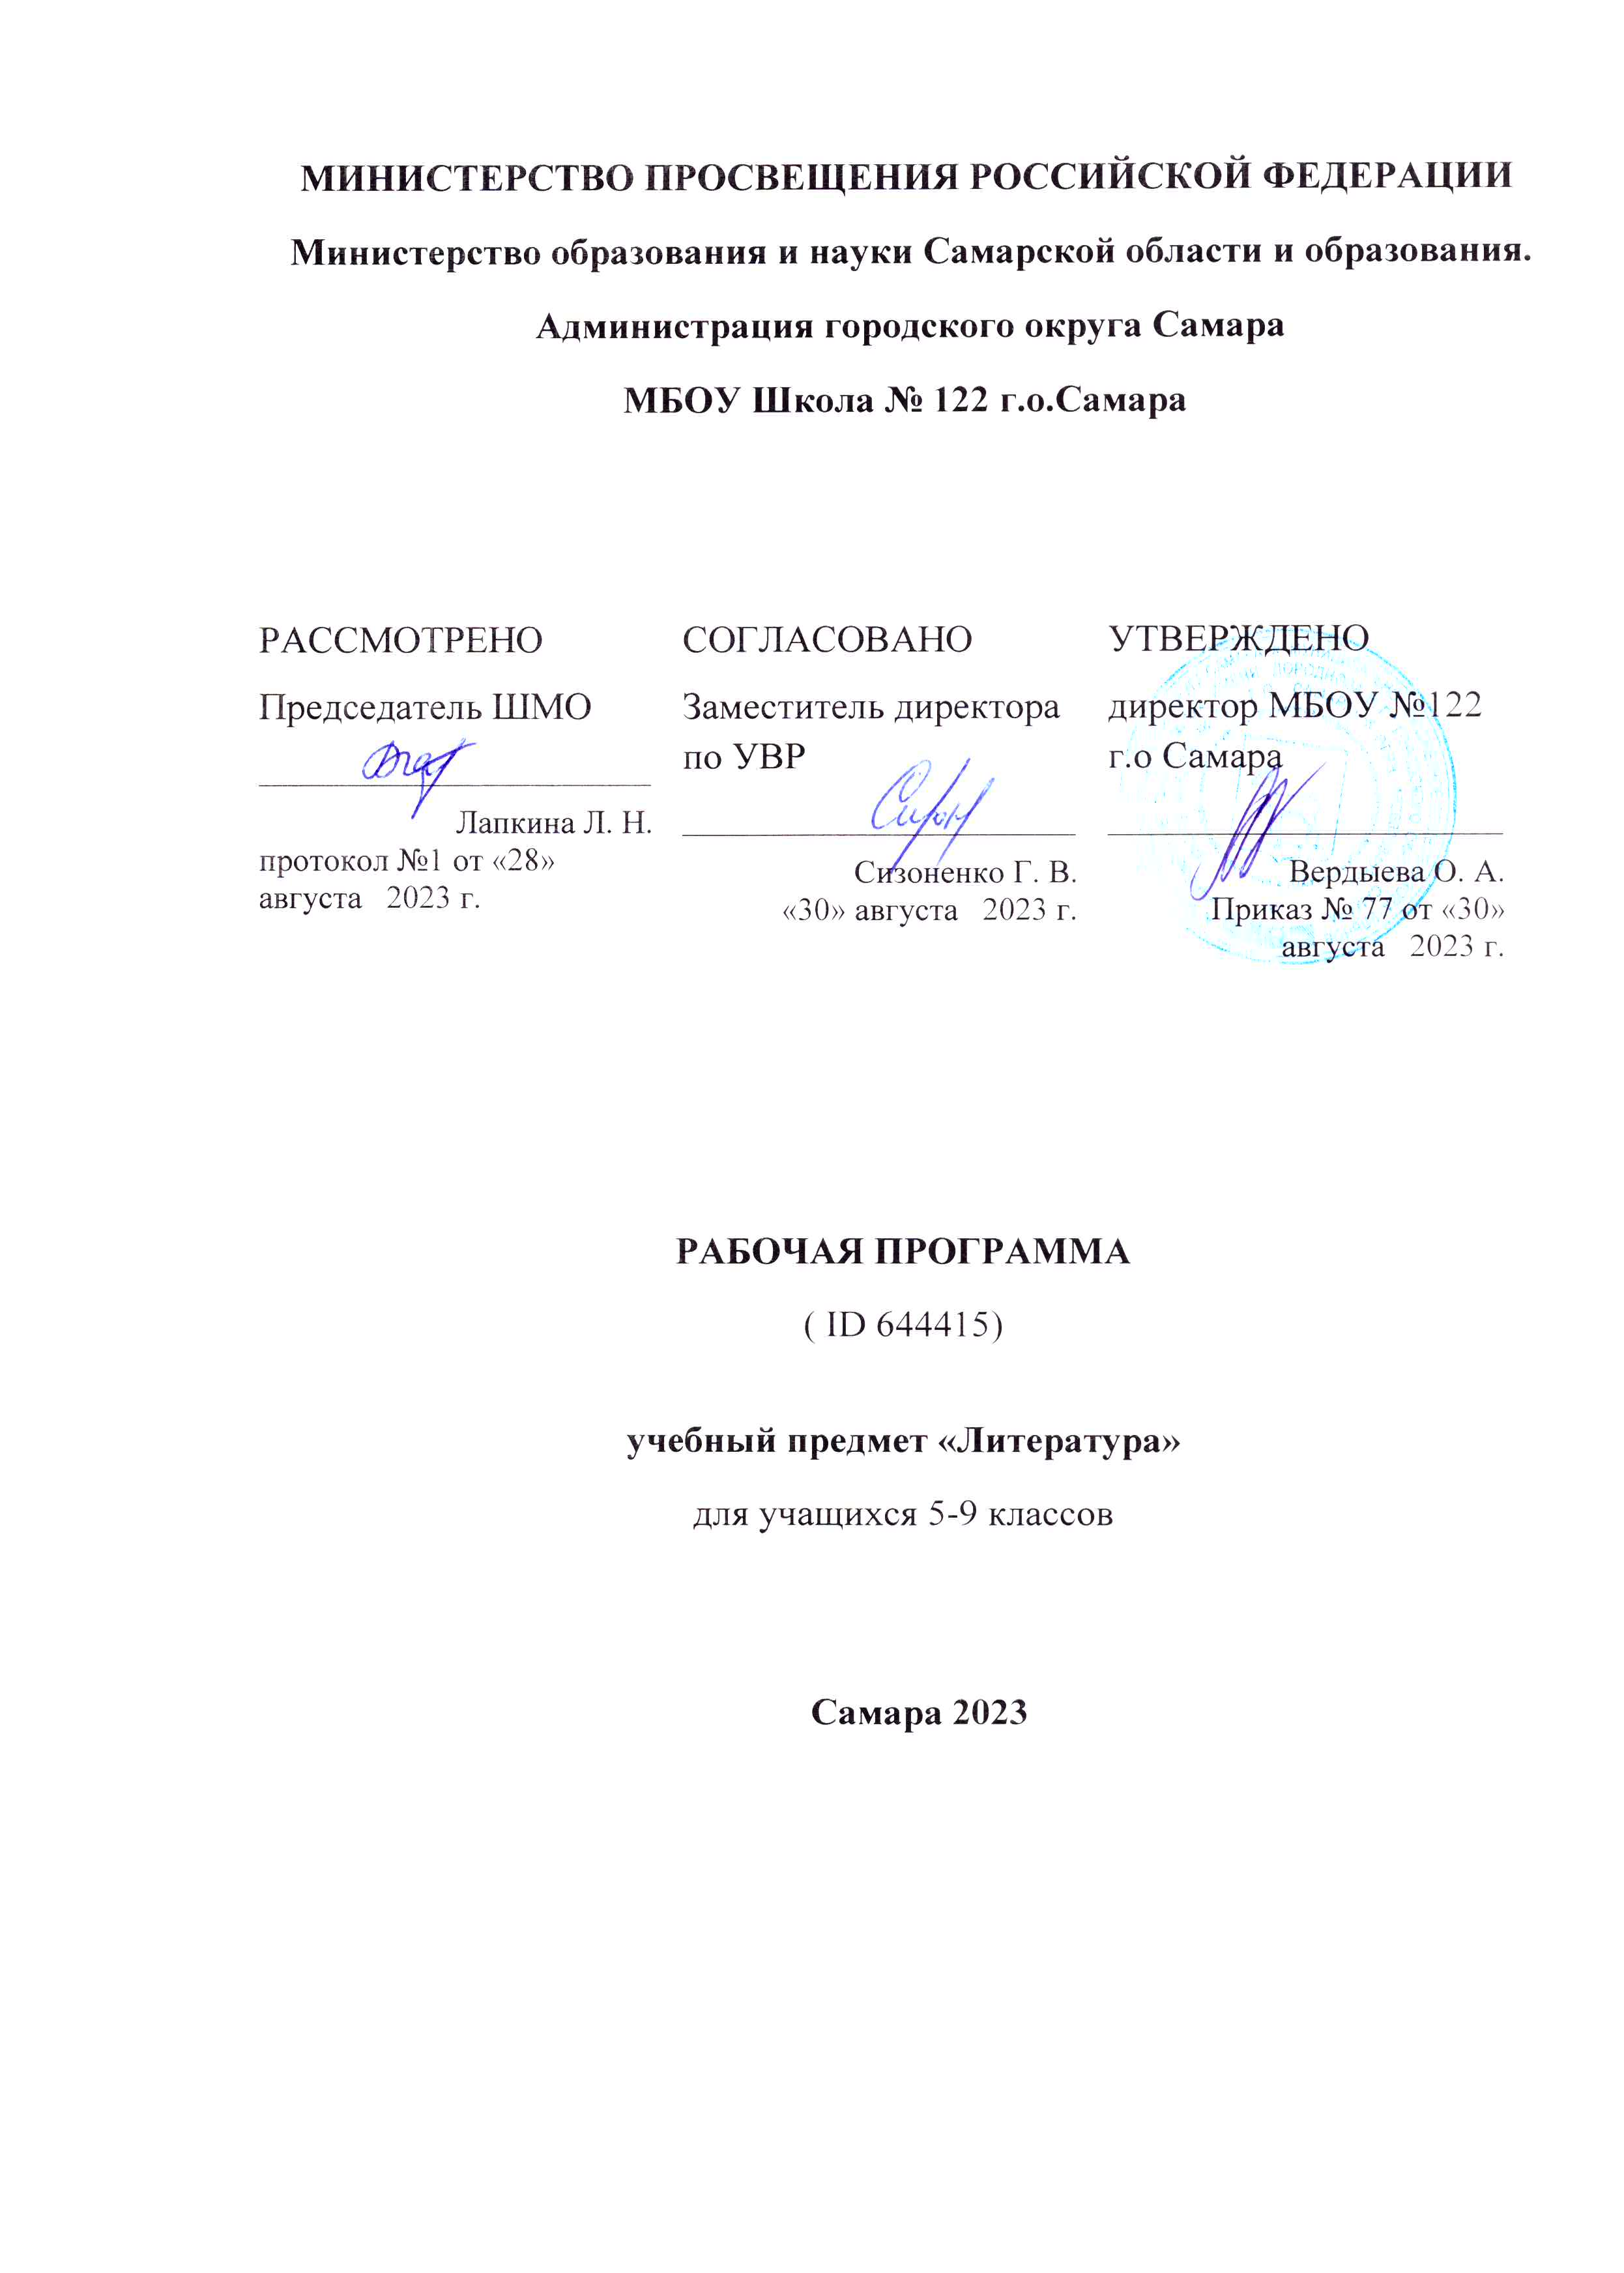 МИНИСТЕРСТВО ПРОСВЕЩЕНИЯ РОССИЙСКОЙ ФЕДЕРАЦИИ
Министерство образования и науки Самарской области и образования.
Администрация городского округа Самара
МБОУ Школа № 122 г.о.Самара
РАССМОТРЕНО
Председатель ШМО
Лапкина Л. Н.
протокол №1 от «28»
августа 2023 г.
СОГЛАСОВАНО
Заместитель директора
по УВР
Сизоненко Г. В.
«30» августа 2023 г.
УТВЕРЖДЕНО
директор МБОУ №122
г.о Самара
Вердыева О. А.
Приказ № 77 от «30»
августа 2023 г.
РАБОЧАЯ ПРОГРАММА
( ID 644415)
учебный предмет «Литература»
для учащихся 5-9 классов
Самара 2023